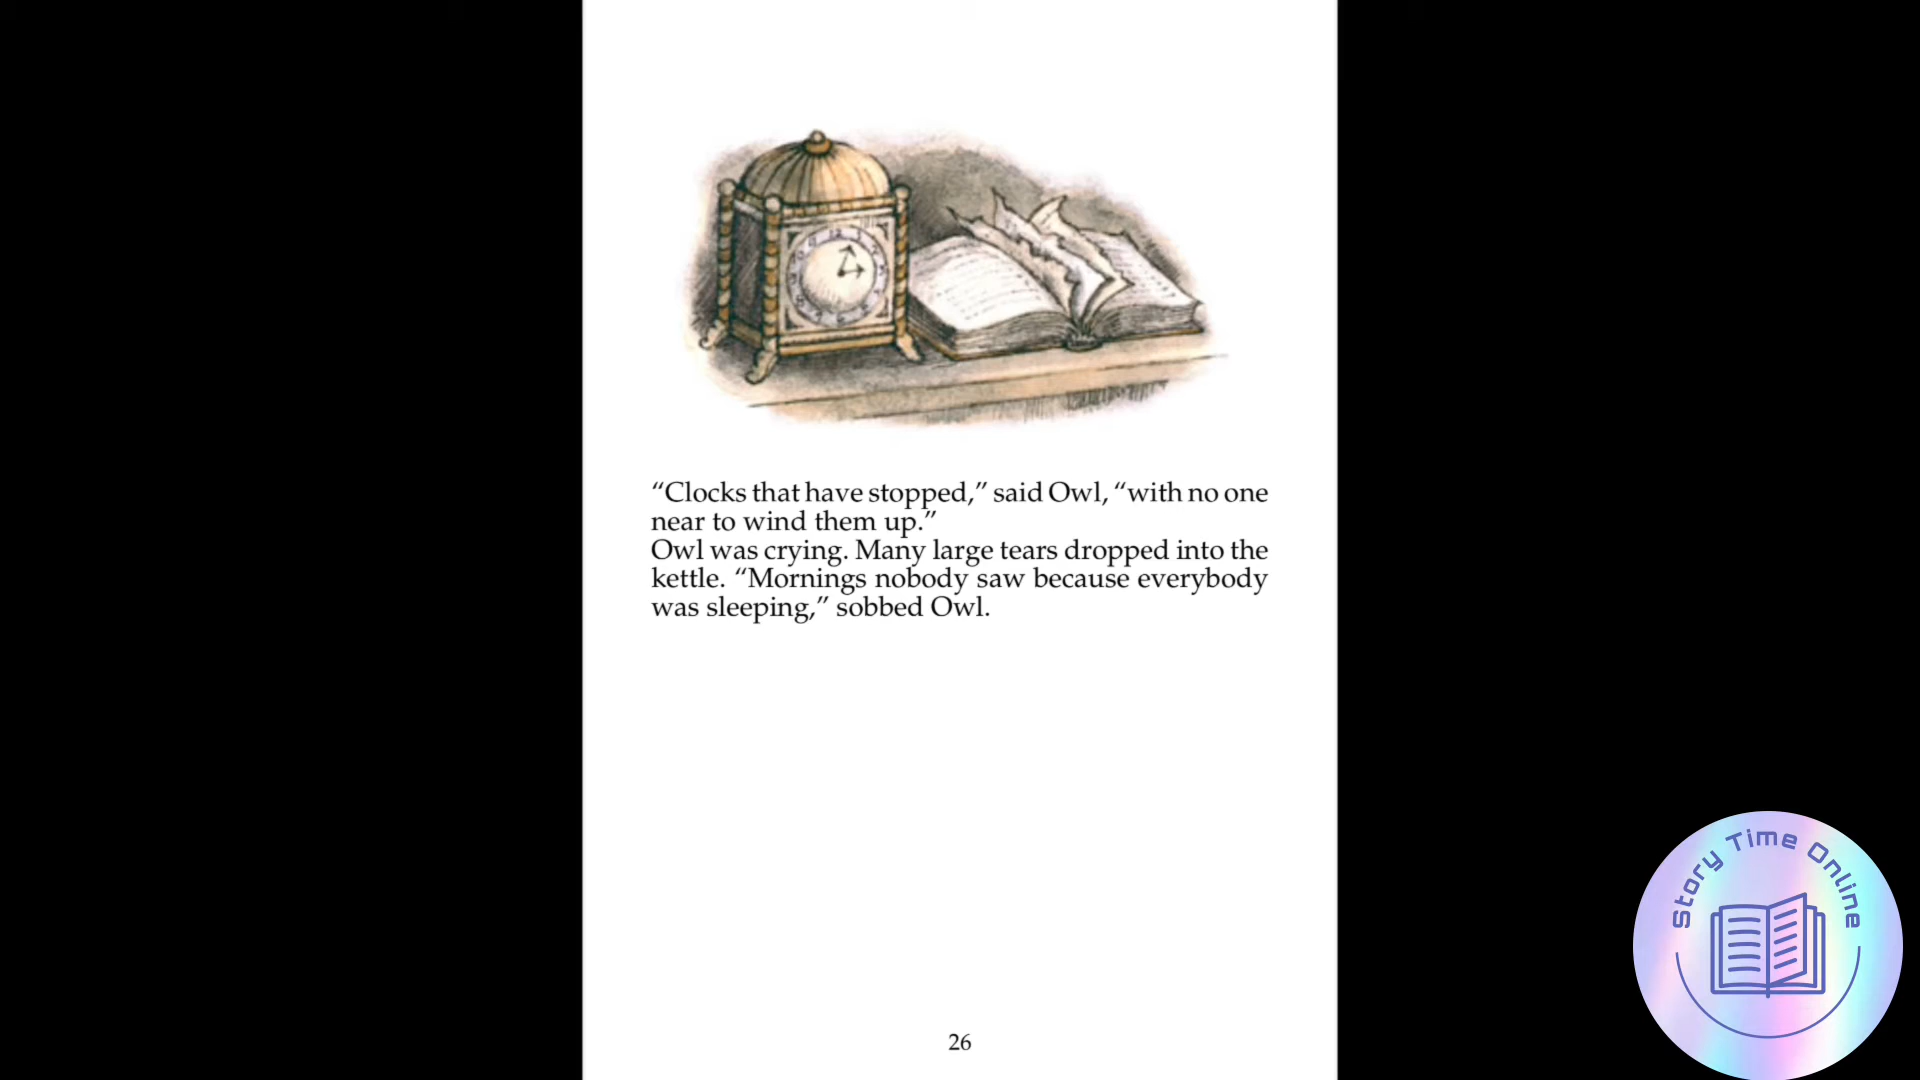 “Clocks that have stopped,” said Owl, “with no one
near to wind them up.”
Owl was crying. Many large tears dropped into the
kettle. “Mornings nobody saw because everybody
was sleeping,” sobbed Owl.
26
Story Time Online